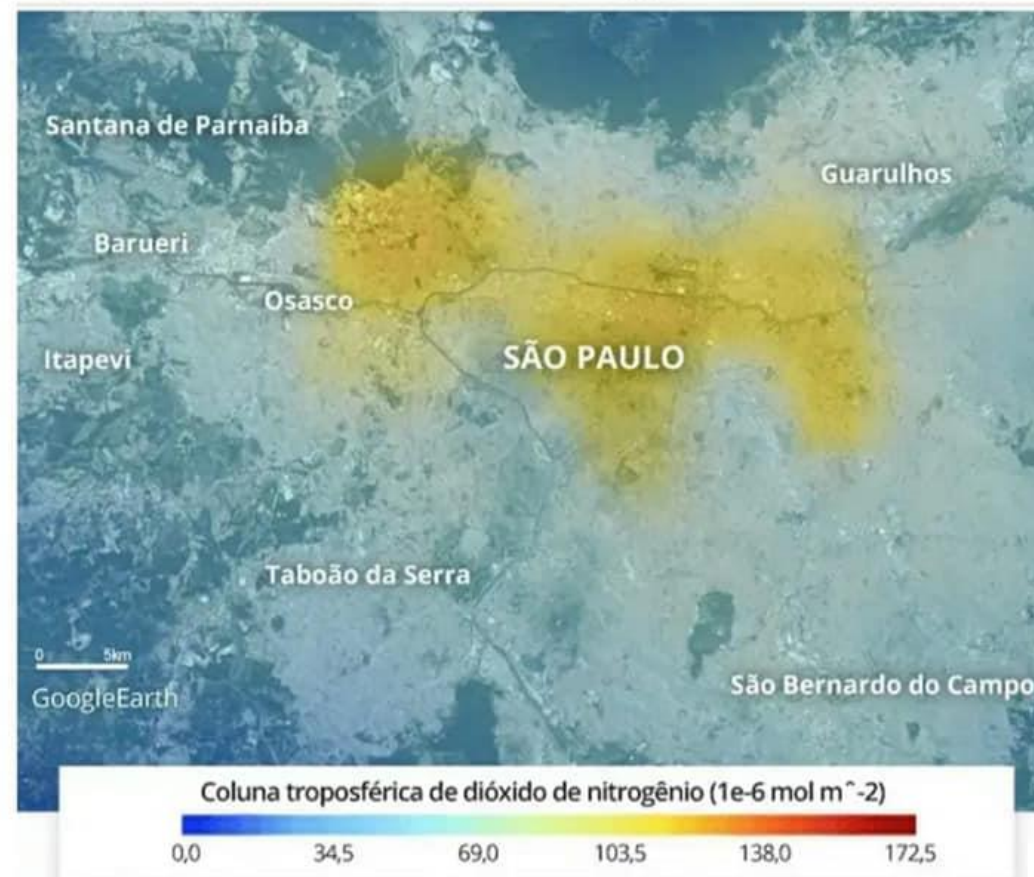 Santana de Parnaíba
Guarulhos
Barueri
Osasco
Itapevi
SÃO PAULO
Taboão da Serra
0 5km
São Bernardo do Campo
GoogleEarth
Coluna troposférica de dióxido de nitrogênio (1e-6 mol mˆ-2)
0,0 34,5 69,0 103,5 138,0 172,5